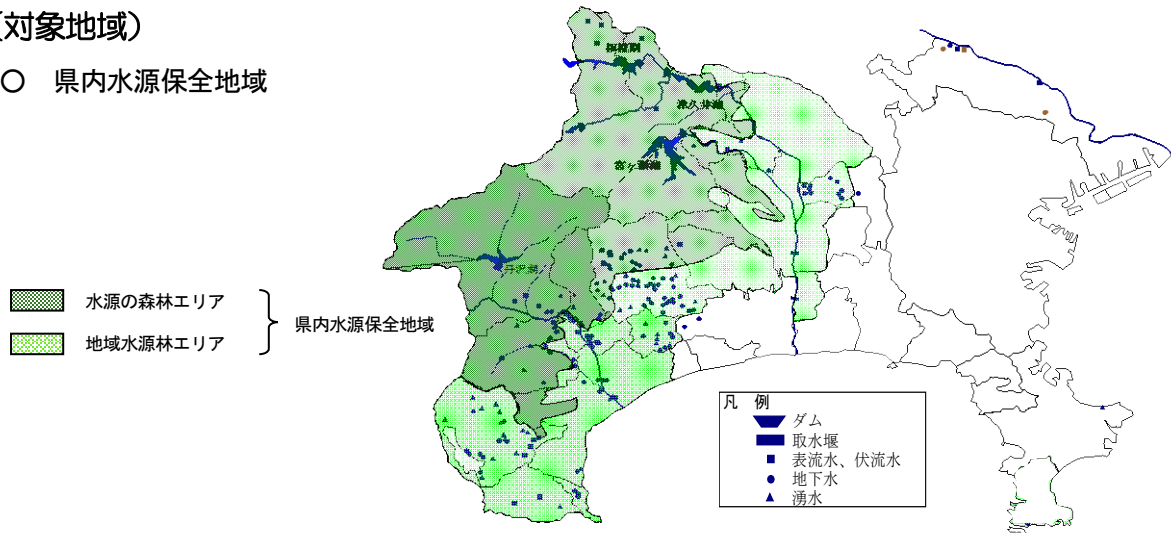 (対象地域)
○ 県内水源保全地域
相模湖
津久井湖
宮ヶ瀬湖
丹沢湖
水源の森林エリア
地域水源林エリア
県内水源保全地域
凡 例
ダム
取水堰
表流水、伏流水
地下水
湧水